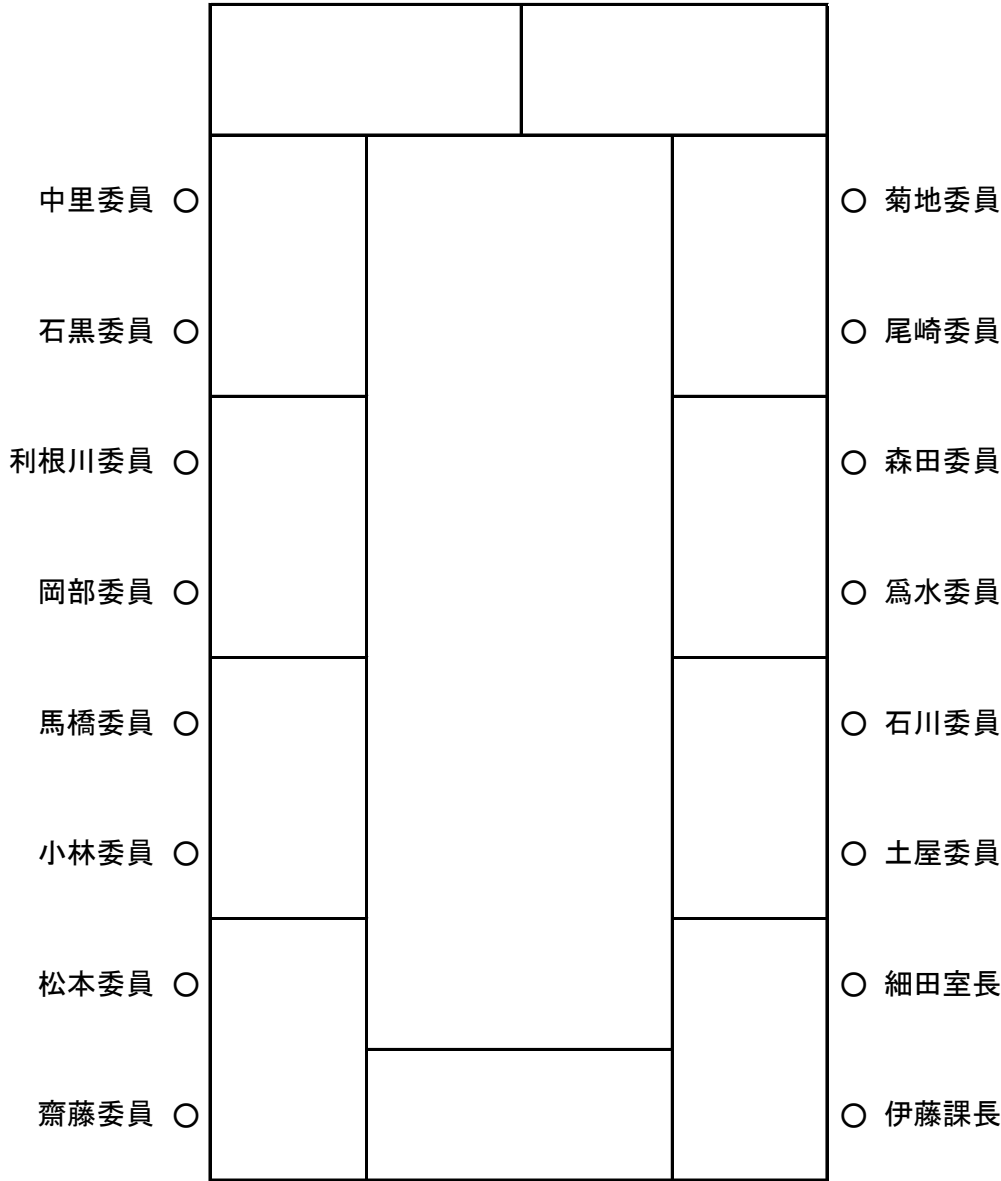 中里委員 ○ ○ 菊地委員
石黒委員 ○ ○ 尾崎委員
利根川委員 ○ ○ 森田委員
岡部委員 ○ ○ 爲水委員
馬橋委員 ○ ○ 石川委員
小林委員 ○ ○ 土屋委員
松本委員 ○ ○ 細田室長
齋藤委員 ○ ○ 伊藤課長